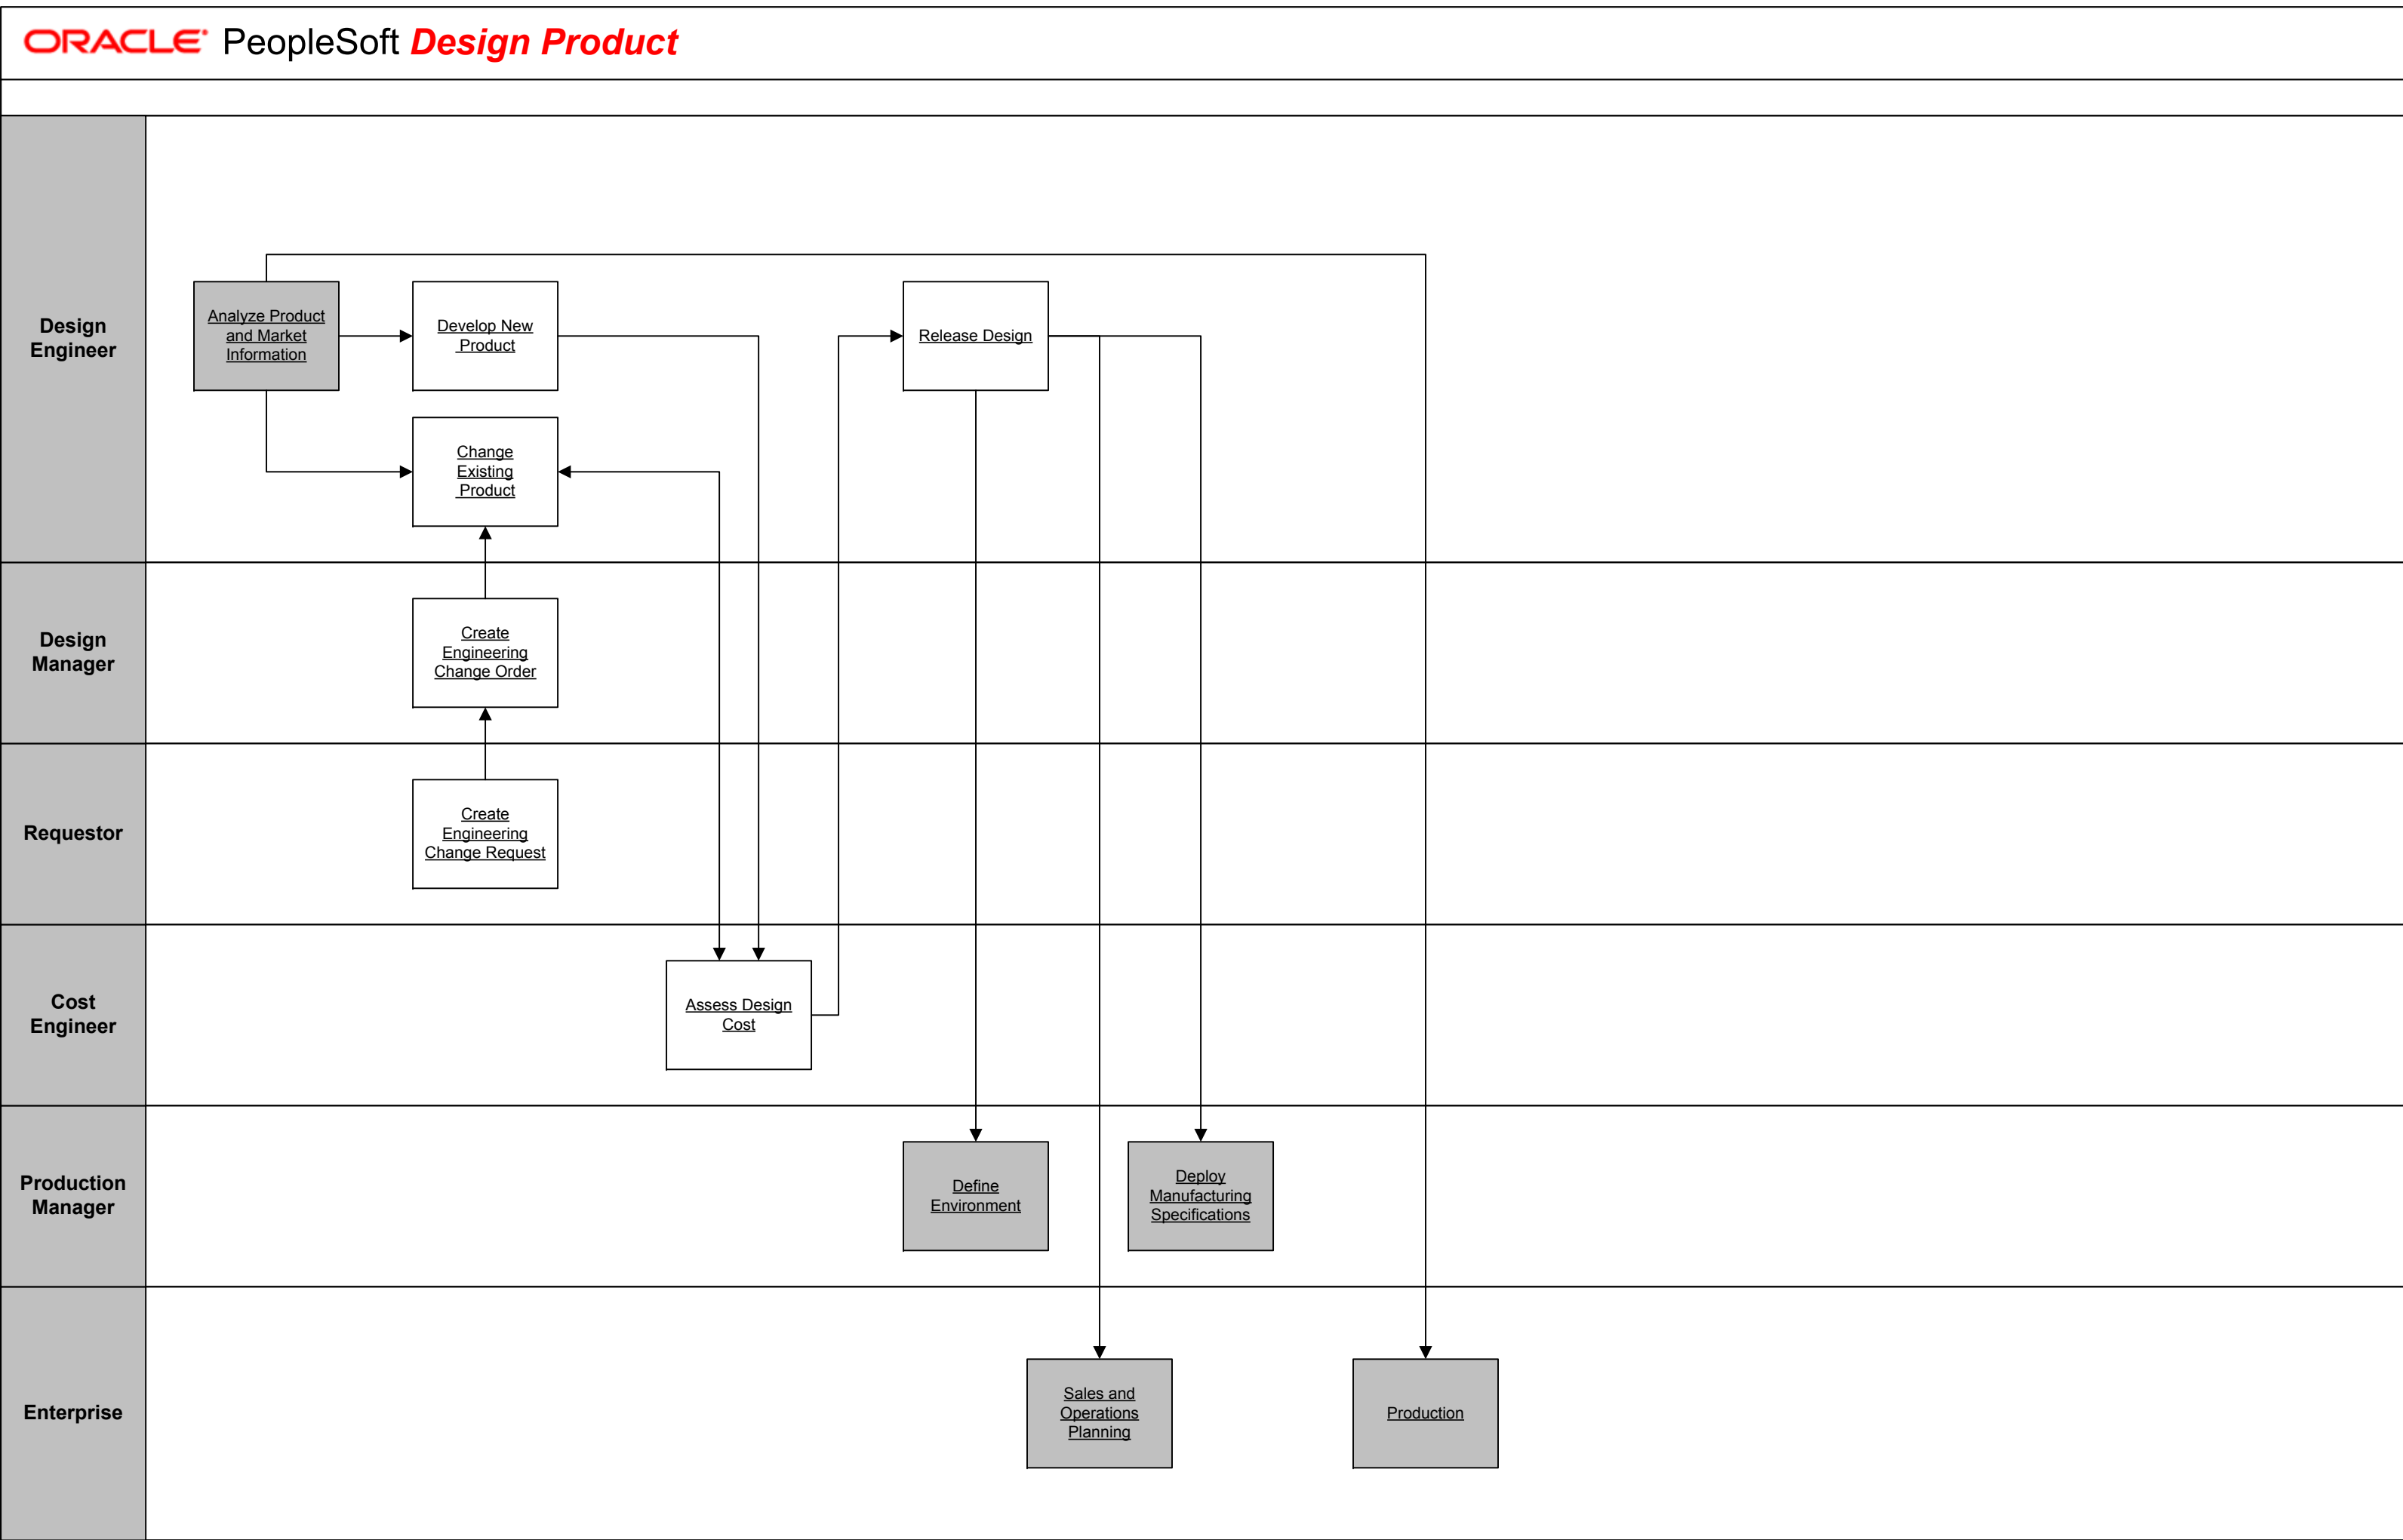 ORACLE PeopleSoft Design Product
Design
Engineer
Analyze Product
and Market
Information
Develop New
Product
Release Design
Change
Existing
Product
Design
Manager
Create
Engineering
Change Order
Requestor
Create
Engineering
Change Request
Cost
Engineer
Assess Design
Cost
Production
Manager
Define
Environment
Deploy
Manufacturing
Specifications
Enterprise
Sales and
Operations
Planning
Production